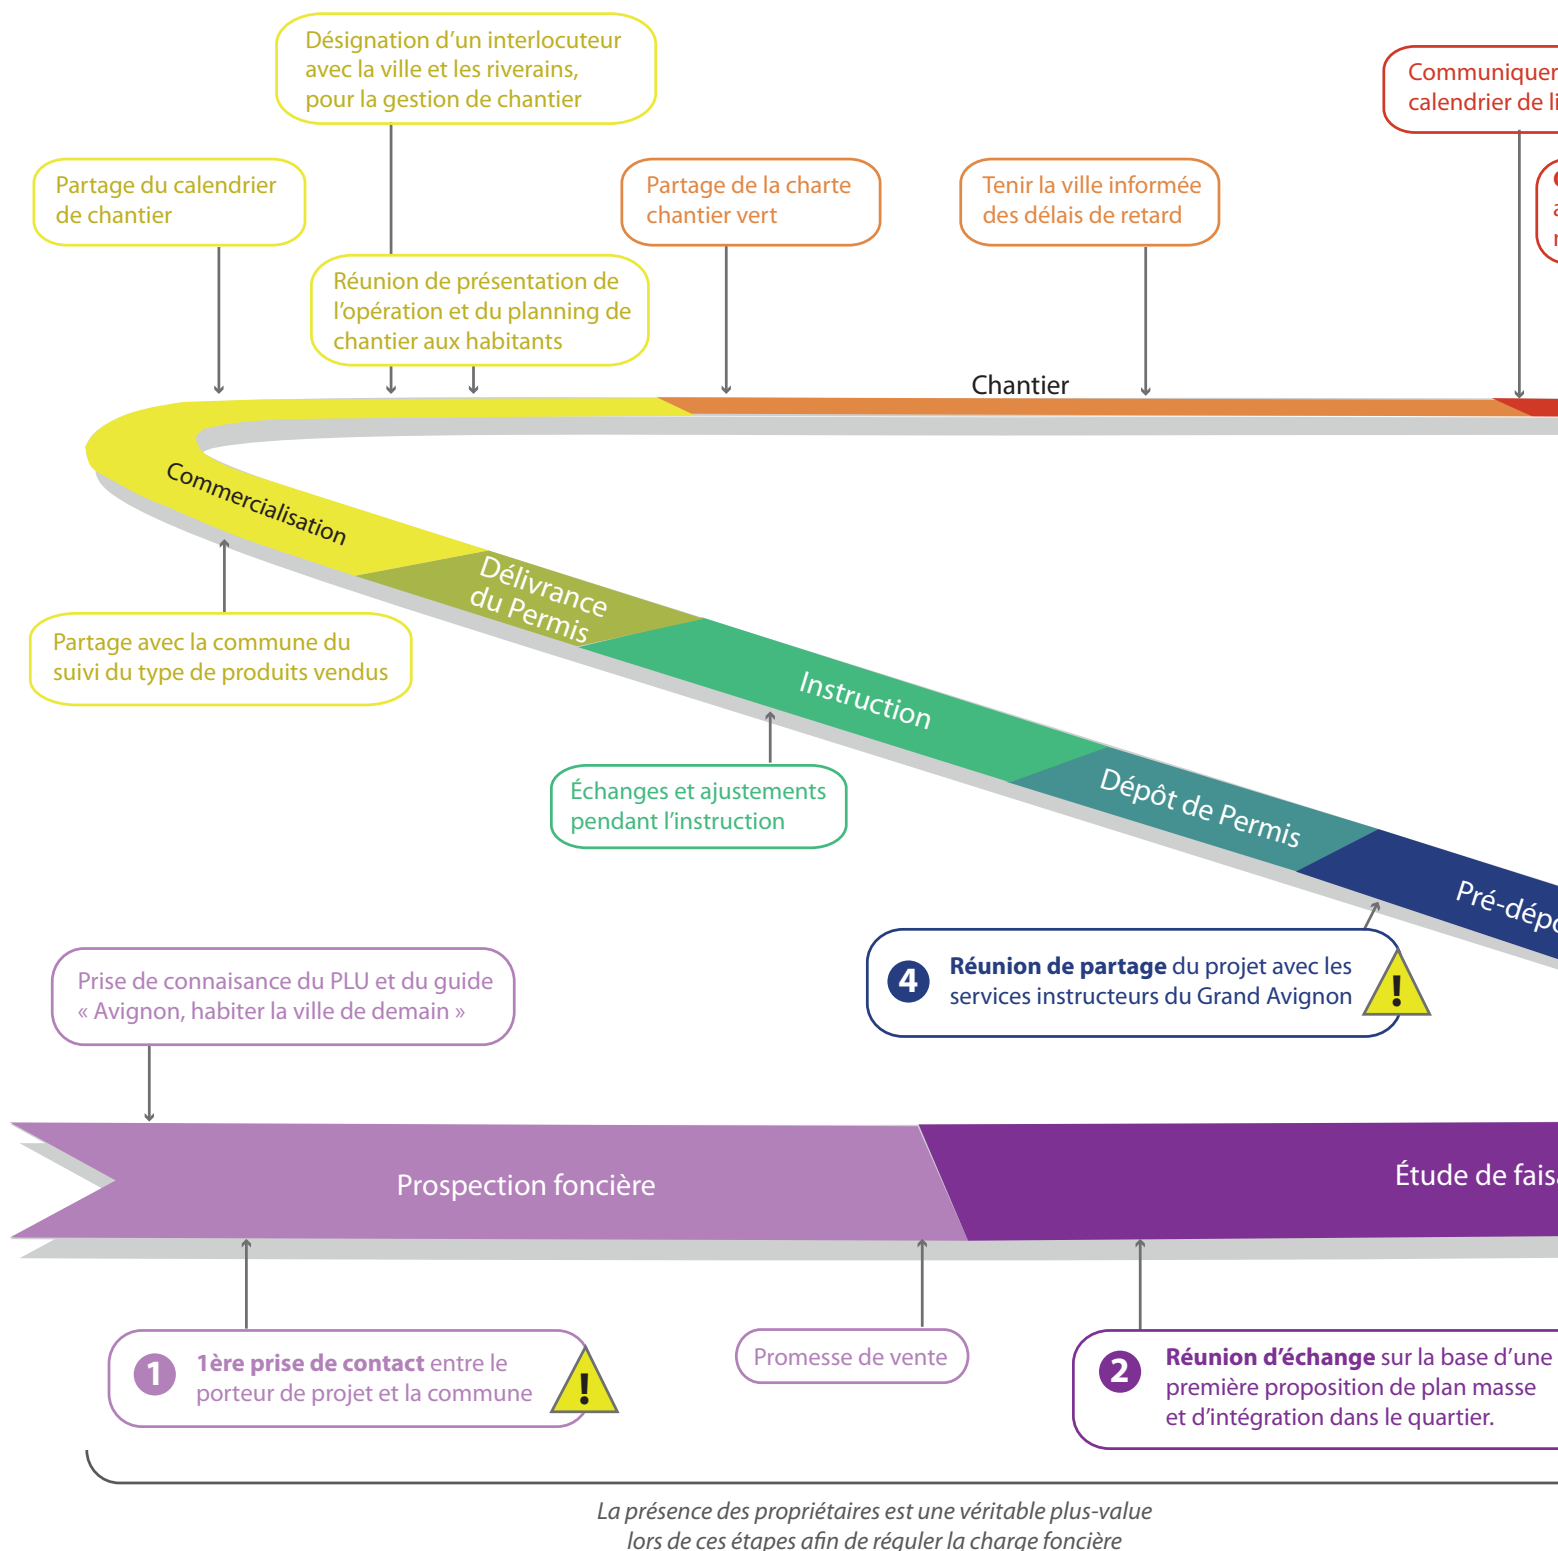 Désignation d’un interlocuteur
avec la ville et les riverains,
pour la gestion de chantier
Communiquer
calendrier de
Partage du calendrier
de chantier
Partage de la charte
chantier vert
Tenir la ville informée
des délais de retard
Réunion de présentation de
l’opération et du planning de
chantier aux habitants
Chantier
Commercialisation
Délivrance
du Permis
Partage avec la commune du
suivi du type de produits vendus
Instruction
Échanges et ajustements
pendant l’instruction
Dépôt de Permis
4 Réunion de partage du projet avec les
services instructeurs du Grand Avignon
!
Prise de connaisance du PLU et du guide
« Avignon, habiter la ville de demain »
Prospection foncière
Étude de
1 1ère prise de contact entre le
porteur de projet et la commune
!
Promesse de vente
2 Réunion d’échange sur la base d’une
première proposition de plan masse
et d’intégration dans le quartier.
La présence des propriétaires est une véritable plus-value
lors de ces étapes afin de réguler la charge foncière